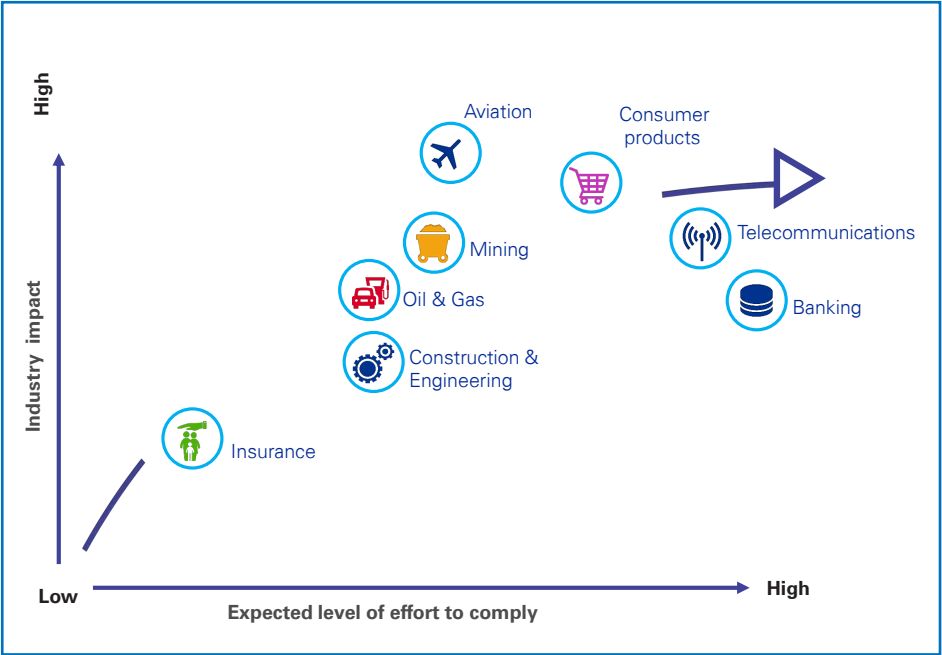 High
Aviation
Consumer
products
Telecommunications
Mining
Oil & Gas
Banking
Construction &
Engineering
Industry impact
Insurance
Low
High
Expected level of effort to comply